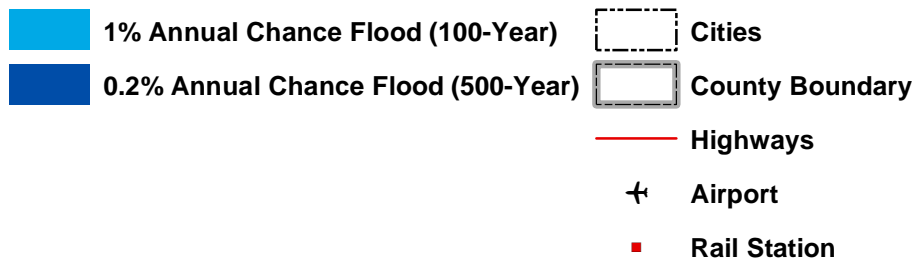 1% Annual Chance Flood (100-Year)
0.2% Annual Chance Flood (500-Year)
Cities
County Boundary
Highways
Airport
Rail Station